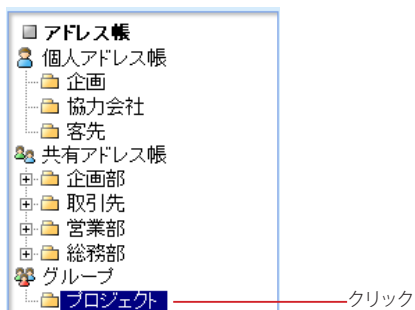 アドレス帳
個人アドレス帳
企画
協力会社
客先
共有アドレス帳
企画部
取引先
営業部
総務部
グループ
プロジェクト
クリック